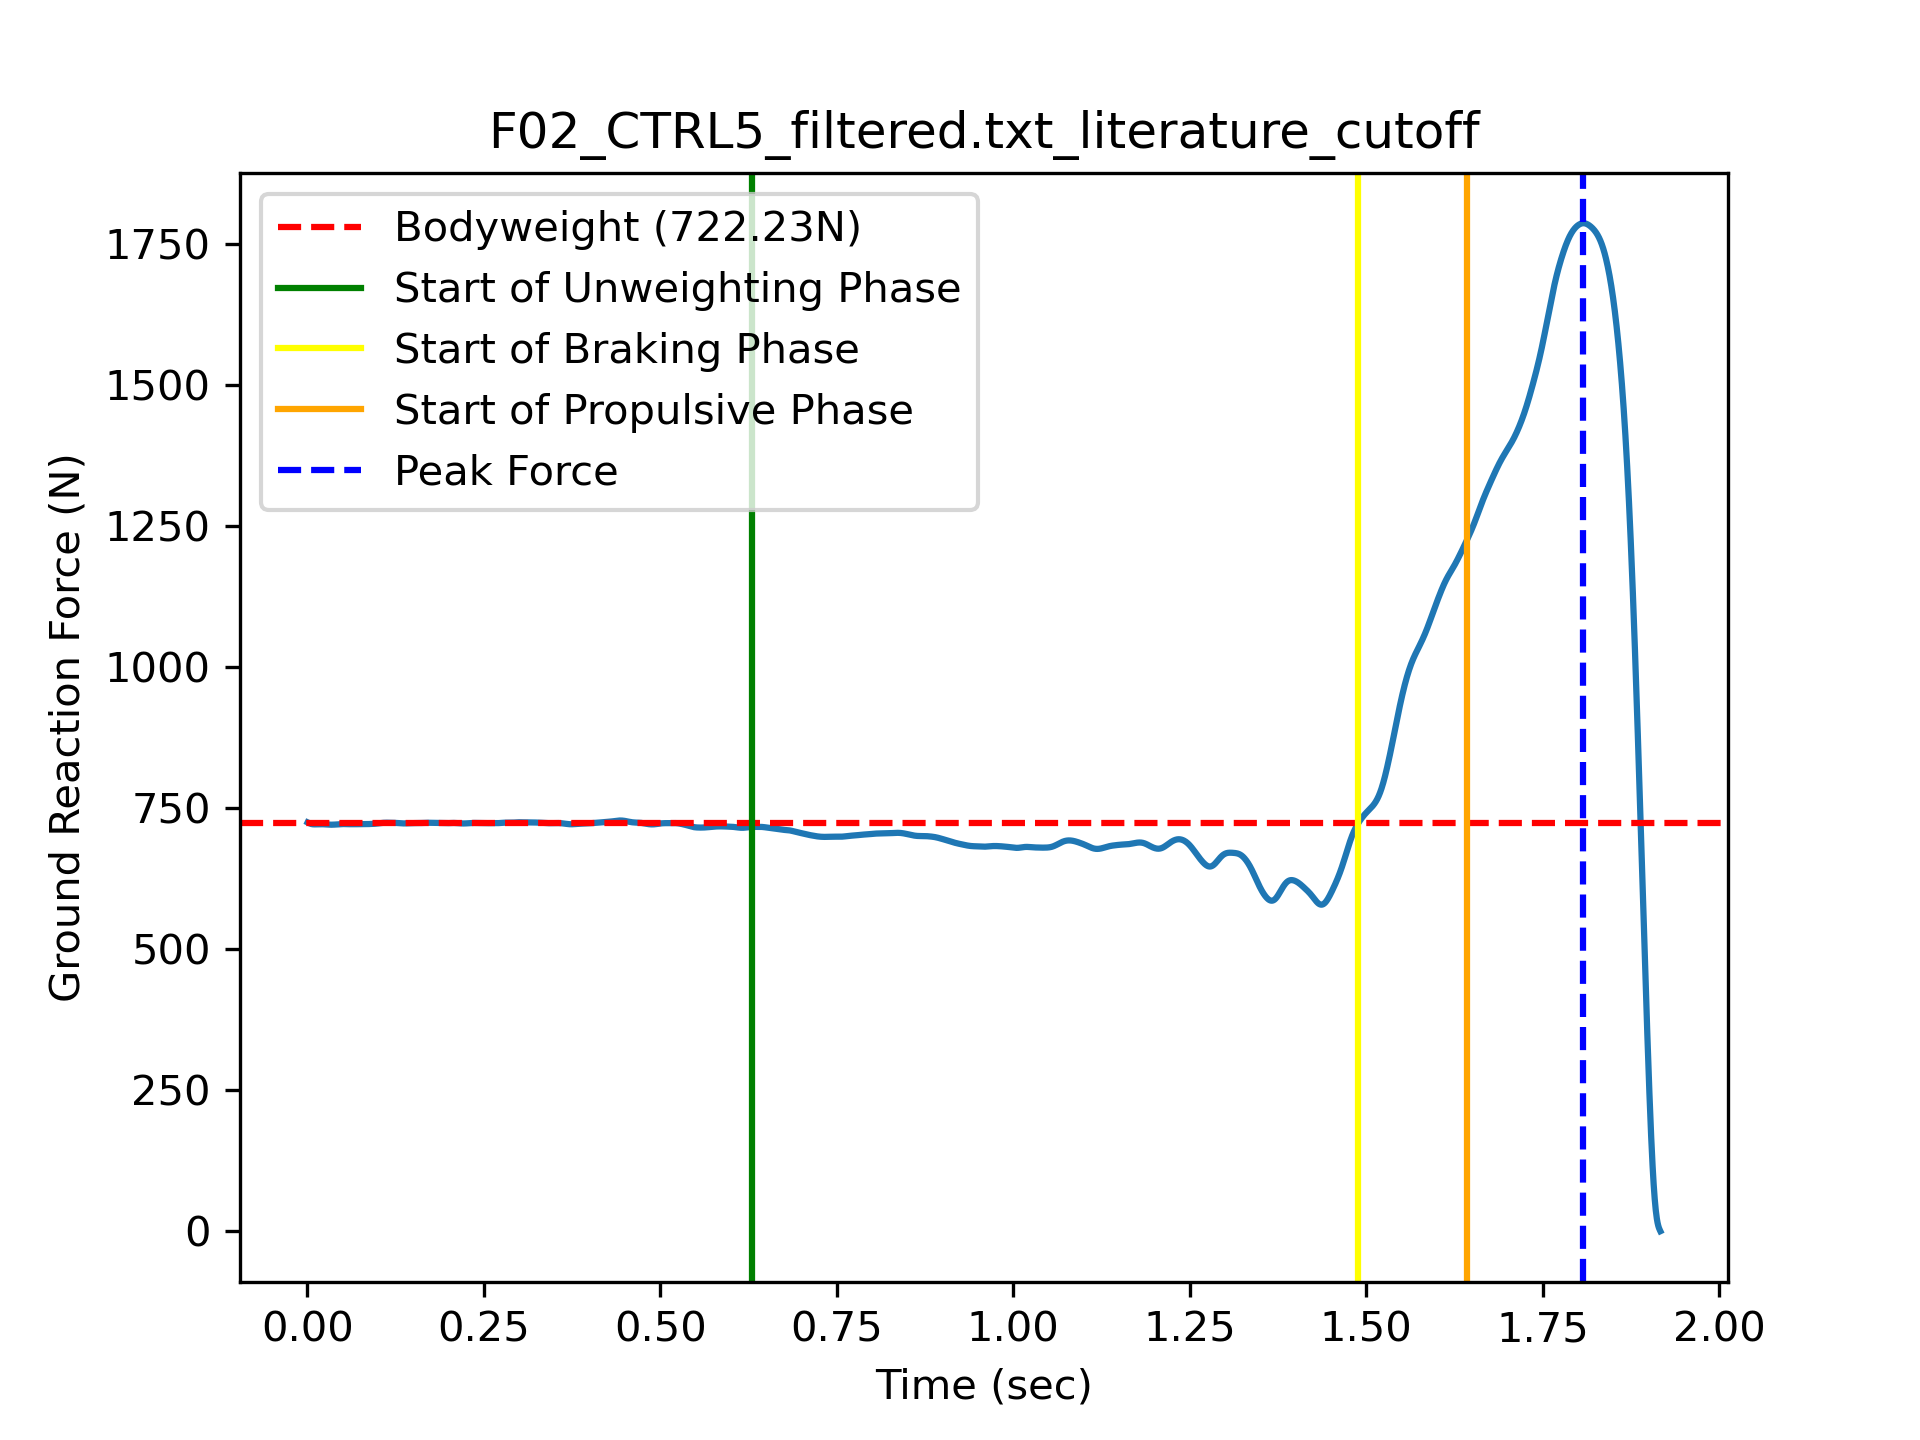 F02_CTRL5_filtered.txt_literature_cutoff
Bodyweight (722.23N)
Start of Unweighting Phase
Start of Braking Phase
Start of Propulsive Phase
Peak Force
Ground Reaction Force (N)
1750
1500
1250
1000
750
500
250
0
0.00 0.25 0.50 0.75 1.00 1.25 1.50 1.75 2.00
Time (sec)